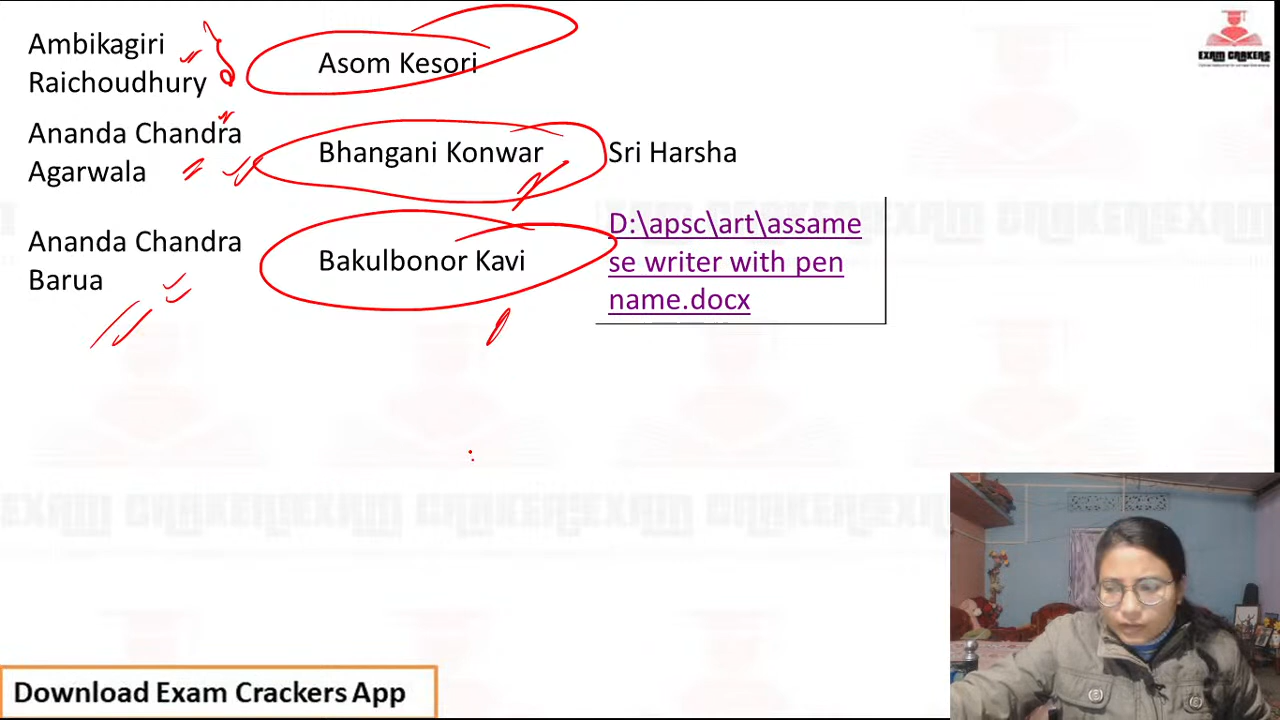 Ambikagiri
Raichoudhury
Asom Kesori
Ananda Chandra
Agarwala
Bhangani Konwar
Sri Harsha
Ananda Chandra
Barua
Bakulbonor Kavi
D:\apsc\art\assame
se writer with pen
name.docx
EXAM CRAKERS
Download Exam Crackers App